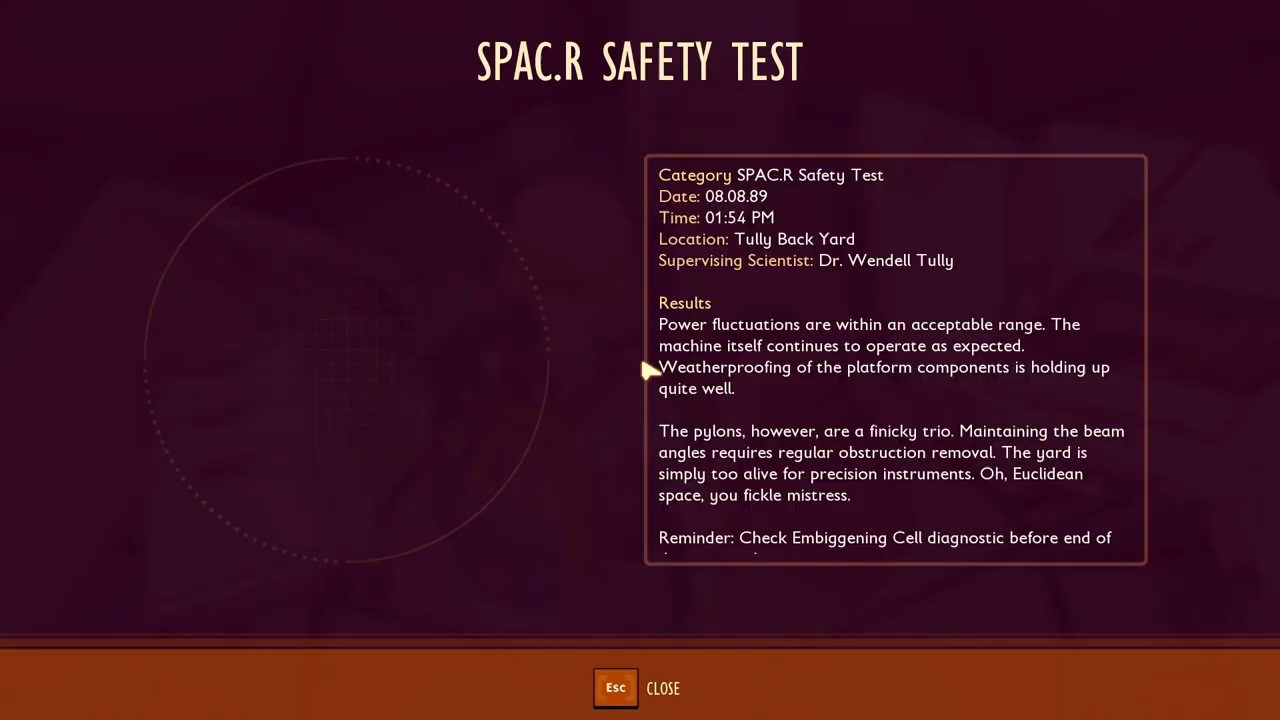 SPAC.R SAFETY TEST
Category SPAC.R Safety Test
Date: 08.08.89
Time: 01:54 PM
Location: Tully Back Yard
Supervising Scientist: Dr. Wendell Tully
Results
Power fluctuations are within an acceptable range. The
machine itself continues to operate as expected.
Weatherproofing of the platform components is holding up
quite well.
The pylons, however, are a finicky trio. Maintaining the beam
angles requires regular obstruction removal. The yard is
simply too alive for precision instruments. Oh, Euclidean
space, you fickle mistress.
Reminder: Check Embiggening Cell diagnostic before end of
Esc CLOSE